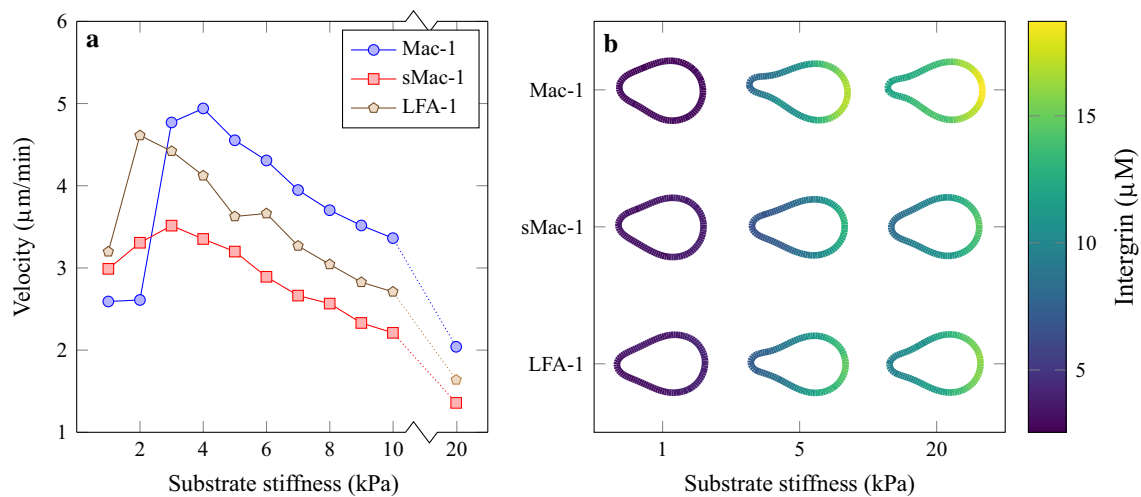 a
Mac-1
sMac-1
LFA-1
6
5
4
3
2
1
Velocity (μm/min)
2
4
6
8
10
20
Substrate stiffness (kPa)
b
Mac-1
sMac-1
LFA-1
1
5
20
Substrate stiffness (kPa)
15
10
5
Intergrin (μM)